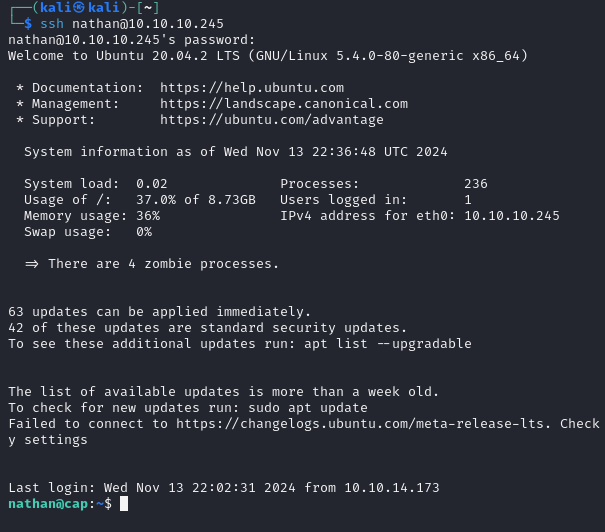 ┌──(kali㉿kali)-[~]
└─$ ssh nathan@10.10.10.245
nathan@10.10.10.245's password:
Welcome to Ubuntu 20.04.2 LTS (GNU/Linux 5.4.0-80-generic x86_64)
* Documentation:  https://help.ubuntu.com
* Management:     https://landscape.canonical.com
* Support:        https://ubuntu.com/advantage
System information as of Wed Nov 13 22:36:48 UTC 2024
System load:  0.02              Processes:             236
Usage of /:   37.0% of 8.73GB   Users logged in:       1
Memory usage: 36%               IPv4 address for eth0: 10.10.10.245
Swap usage:   0%
=> There are 4 zombie processes.
63 updates can be applied immediately.
42 of these updates are standard security updates.
To see these additional updates run: apt list --upgradable
The list of available updates is more than a week old.
To check for new updates run: sudo apt update
Failed to connect to https://changelogs.ubuntu.com/meta-release-lts. Check
y settings
Last login: Wed Nov 13 22:02:31 2024 from 10.10.14.173
nathan@cap:~$